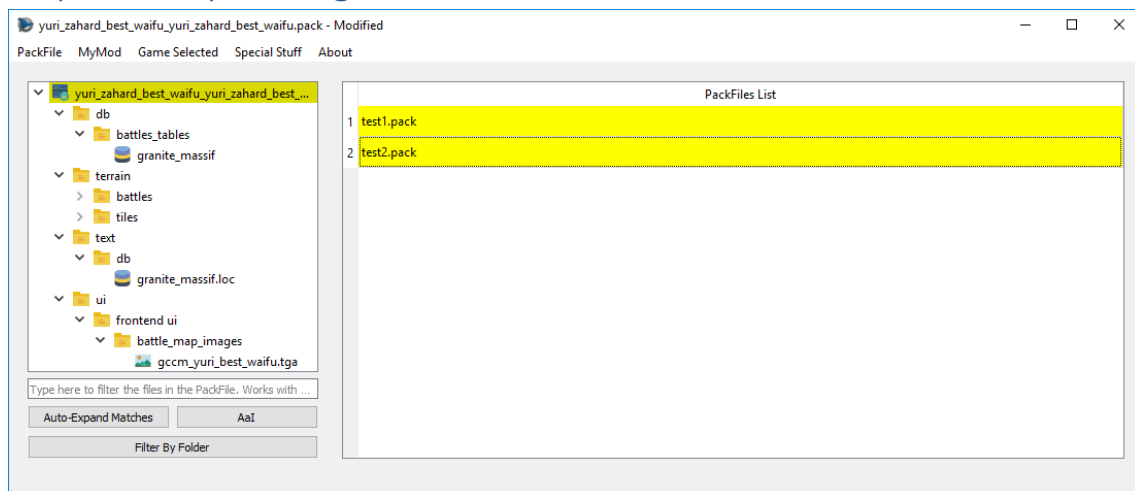 yuri_zahard_best_waifu_yuri_zahard_best_waifu.pack - Modified
PackFile MyMod Game Selected Special Stuff About
yuri_zahard_best_waifu_yuri_zahard_best_...
db
battles_tables
granite_massif
terrain
battles
tiles
text
db
granite_massif.loc
ui
frontend ui
battle_map_images
gccm_yuri_best_waifu.tga
Type here to filter the files in the PackFile. Works with ...
Auto-Expand Matches AaI
Filter By Folder
PackFiles List
1 test1.pack
2 test2.pack